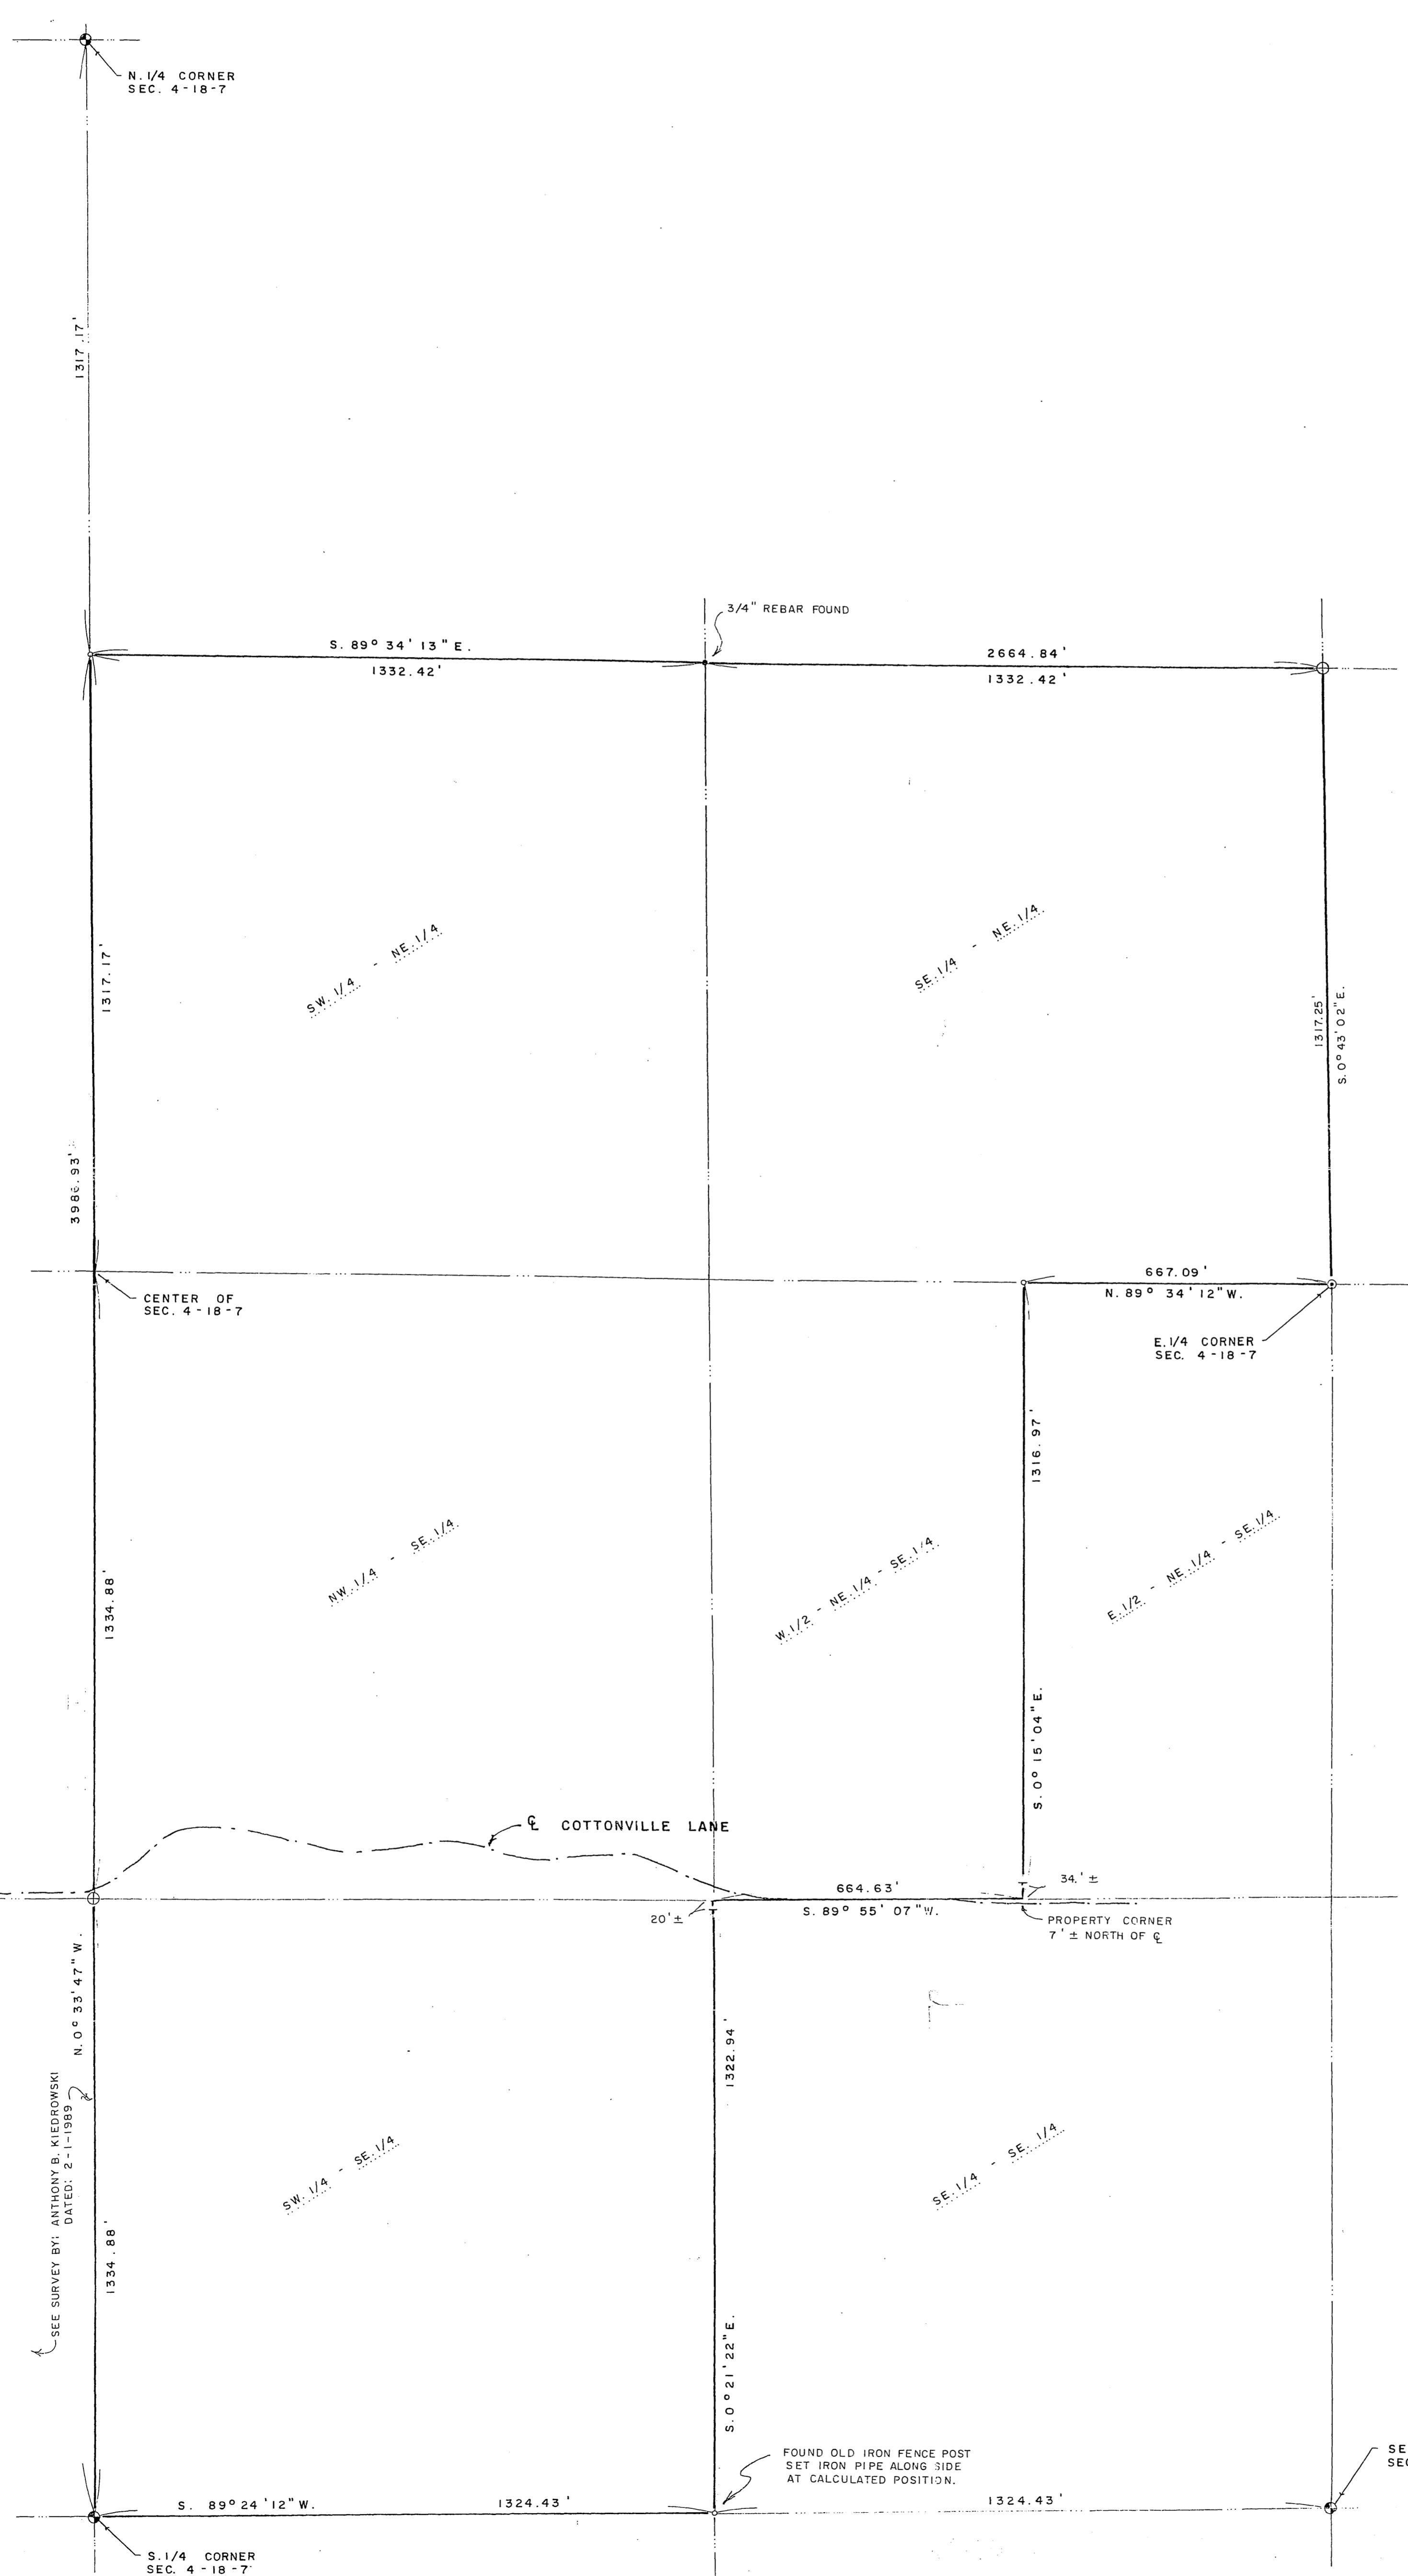 N. 1/4 CORNER
SEC. 4-18-7
1317.17'
3/4" REBAR FOUND
S. 89° 34' 13" E.
1332.42'
2664.84'
1332.42'
SW. 1/4 - NE. 1/4
SE. 1/4 - NE. 1/4
1317.17'
1317.25'
S. 0° 43' 02" E.
3986.93'
CENTER OF
SEC. 4-18-7
667.09'
N. 89° 34' 12" W.
E. 1/4 CORNER
SEC. 4-18-7
1316.97'
NW. 1/4 - SE. 1/4
W. 1/2 - NE. 1/4 - SE. 1/4
E. 1/2 - NE. 1/4 - SE. 1/4
1334.88'
S. 0° 15' 04" E.
℄ COTTONVILLE LANE
34.' ±
664.63'
S. 89° 55' 07" W.
20' ±
PROPERTY CORNER
7' ± NORTH OF ℄
N. 0° 33' 47" W.
1322.94'
SEE SURVEY BY: ANTHONY B. KIEDROWSKI
DATED: 2-1-1989
SW. 1/4 - SE. 1/4
SE. 1/4 - SE. 1/4
1334.88'
S. 0° 21' 22" E.
FOUND OLD IRON FENCE POST
SET IRON PIPE ALONG SIDE
AT CALCULATED POSITION.
SE
SEC
S. 89° 24' 12" W.
1324.43'
1324.43'
S. 1/4 CORNER
SEC. 4-18-7